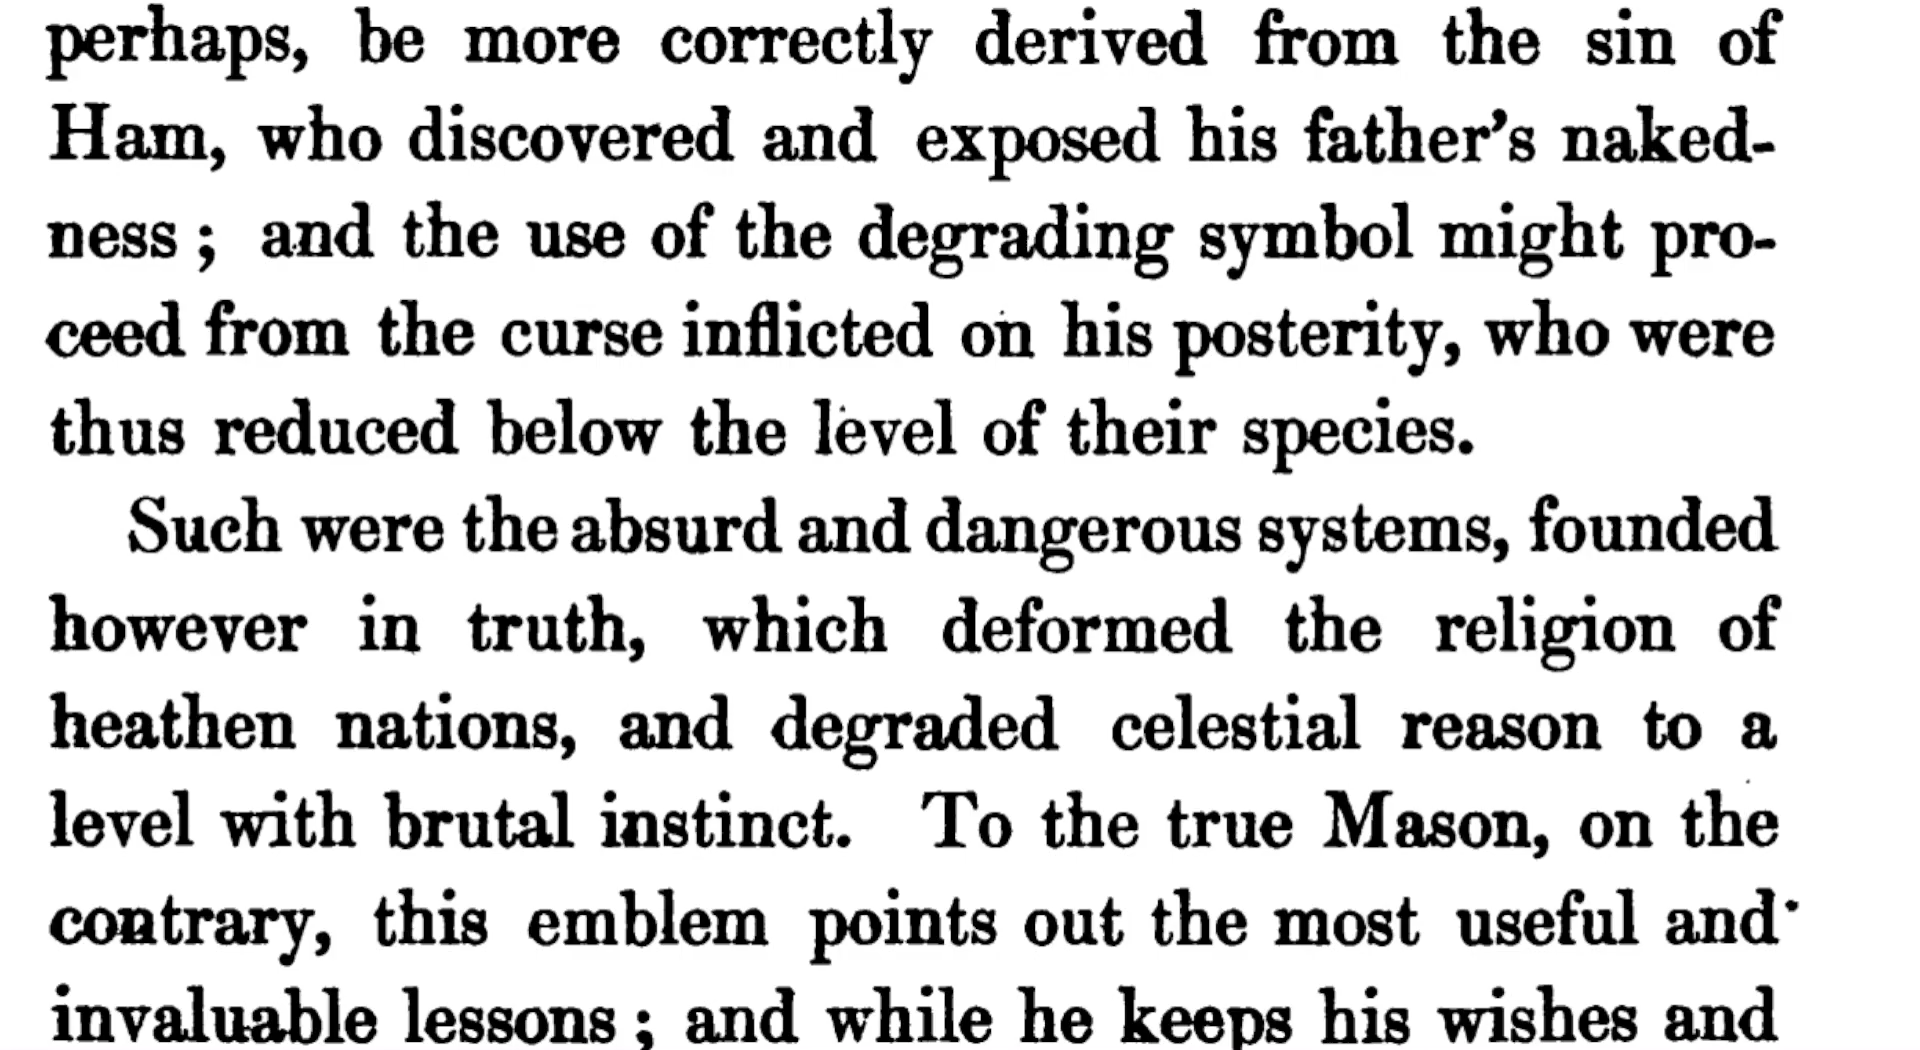 perhaps, be more correctly derived from the sin of
Ham, who discovered and exposed his father's naked-
ness ; and the use of the degrading symbol might pro-
ceed from the curse inflicted on his posterity, who were
thus reduced below the level of their species.
Such were the absurd and dangerous systems, founded
however in truth, which deformed the religion of
heathen nations, and degraded celestial reason to a
level with brutal instinct. To the true Mason, on the
contrary, this emblem points out the most useful and
invaluable lessons ; and while he keeps his wishes and